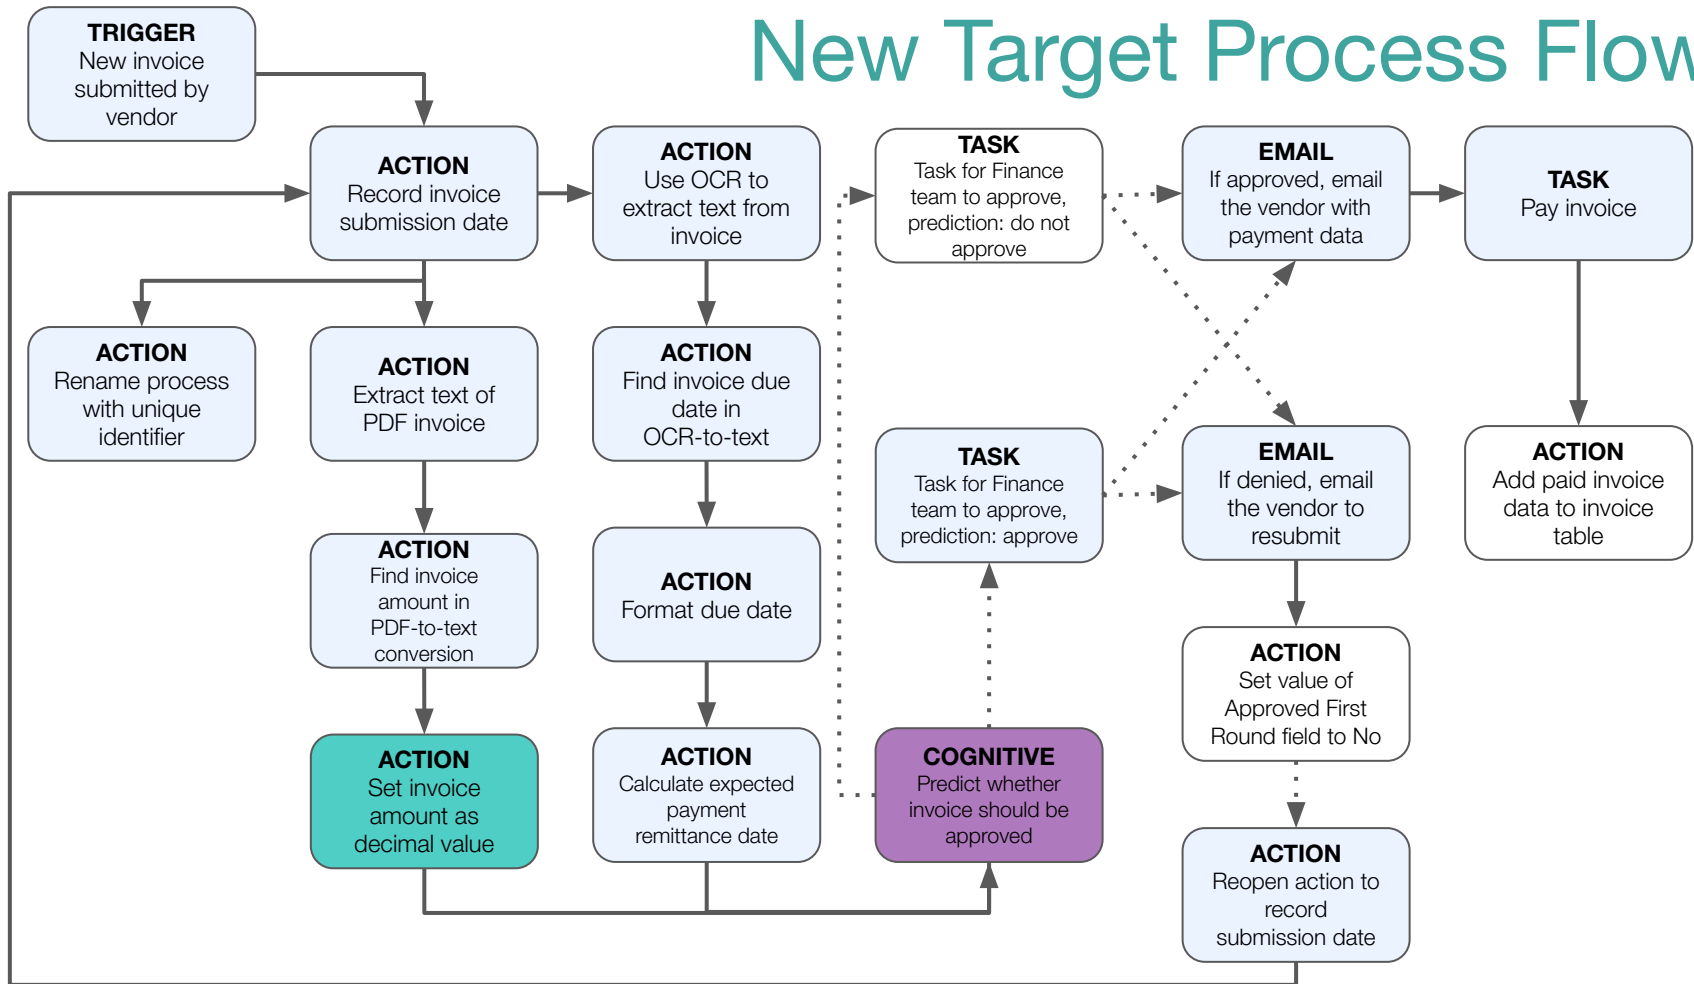 New Target Process Flow
TRIGGER
New invoice
submitted by
vendor
ACTION
Record invoice
submission date
ACTION
Use OCR to
extract text from
invoice
TASK
Task for Finance
team to approve,
prediction: do not
approve
EMAIL
If approved, email
the vendor with
payment data
TASK
Pay invoice
ACTION
Rename process
with unique
identifier
ACTION
Extract text of
PDF invoice
ACTION
Find invoice due
date in
OCR-to-text
TASK
Task for Finance
team to approve,
prediction: approve
EMAIL
If denied, email
the vendor to
resubmit
ACTION
Add paid invoice
data to invoice
table
ACTION
Find invoice
amount in
PDF-to-text
conversion
ACTION
Format due date
ACTION
Set value of
Approved First
Round field to No
ACTION
Set invoice
amount as
decimal value
ACTION
Calculate expected
payment
remittance date
COGNITIVE
Predict whether
invoice should be
approved
ACTION
Reopen action to
record
submission date